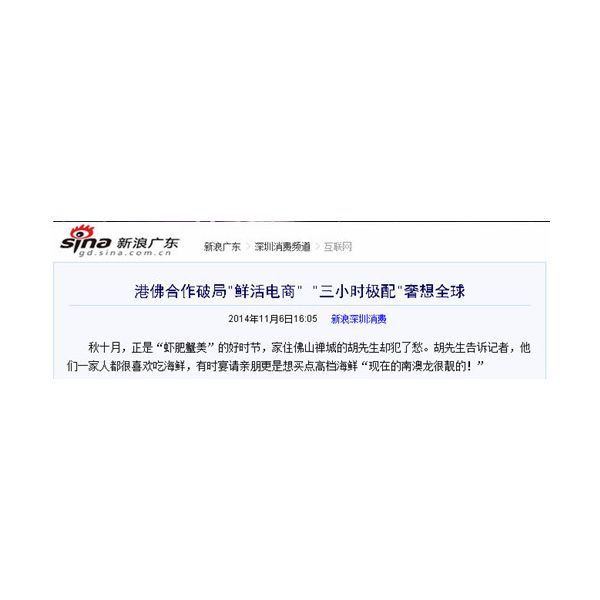 sina 新浪广东
gd.sina.com.cn
新浪广东 > 深圳消费频道 > 互联网
港佛合作破局"鲜活电商" "三小时极配"奢想全球
2014年11月6日16:05 新浪深圳消费
秋十月，正是“虾肥蟹美”的好时节，家住佛山禅城的胡先生却犯了愁。胡先生告诉记者，他
们一家人都很喜欢吃海鲜，有时宴请亲朋更是想买点高档海鲜“现在的南澳龙很靓的！”